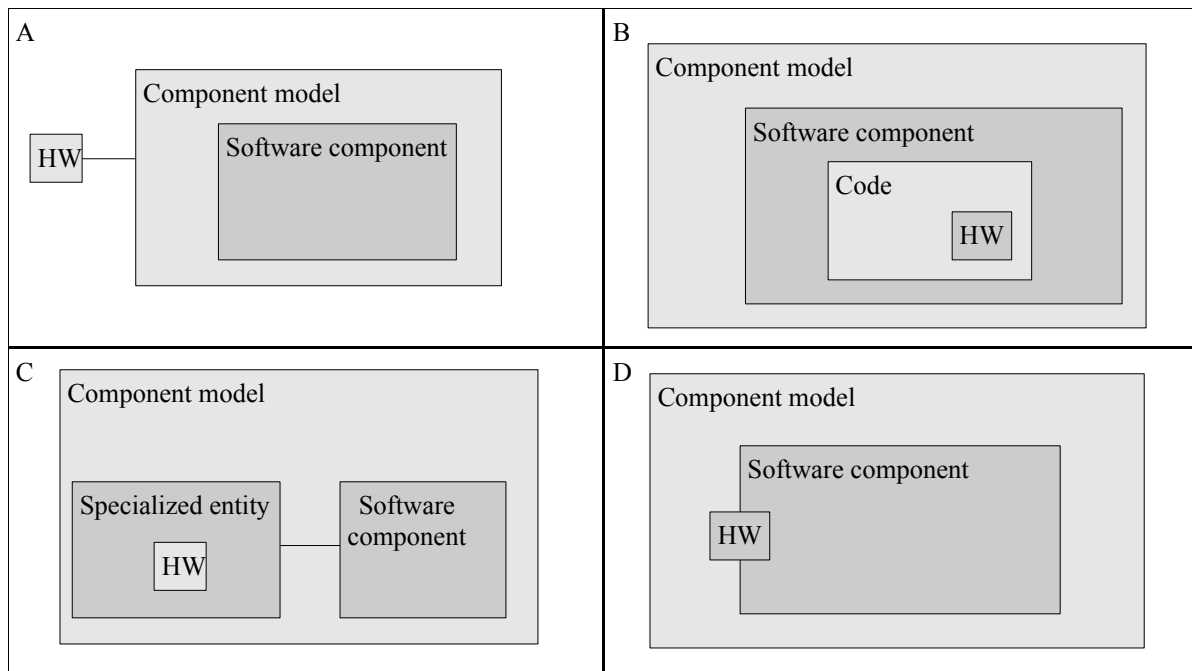 A
Component model
Software component
HW
B
Component model
Software component
Code
HW
C
Component model
Specialized entity
HW
Software
component
D
Component model
Software component
HW